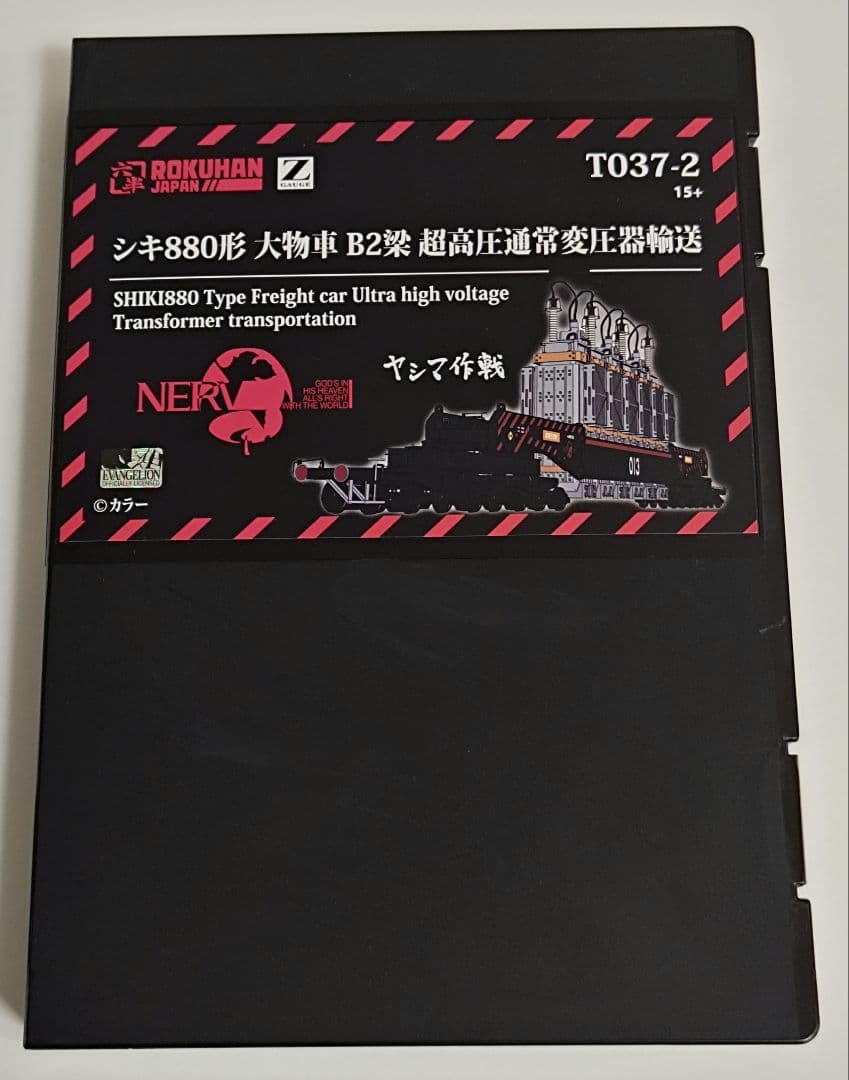 六半 ROKUHAN
JAPAN
Z
GAUGE
T037-2
15+
シキ880形 大物車 B2梁 超高圧通常変圧器輸送
SHIKI880 Type Freight car Ultra high voltage
Transformer transportation
ヤシマ作戦
NERV
GOD'S IN
HIS HEAVEN
ALL'S RIGHT
WITH THE WORLD
013
EVANGELION
OFFICIALLY LICENSED
©カラー